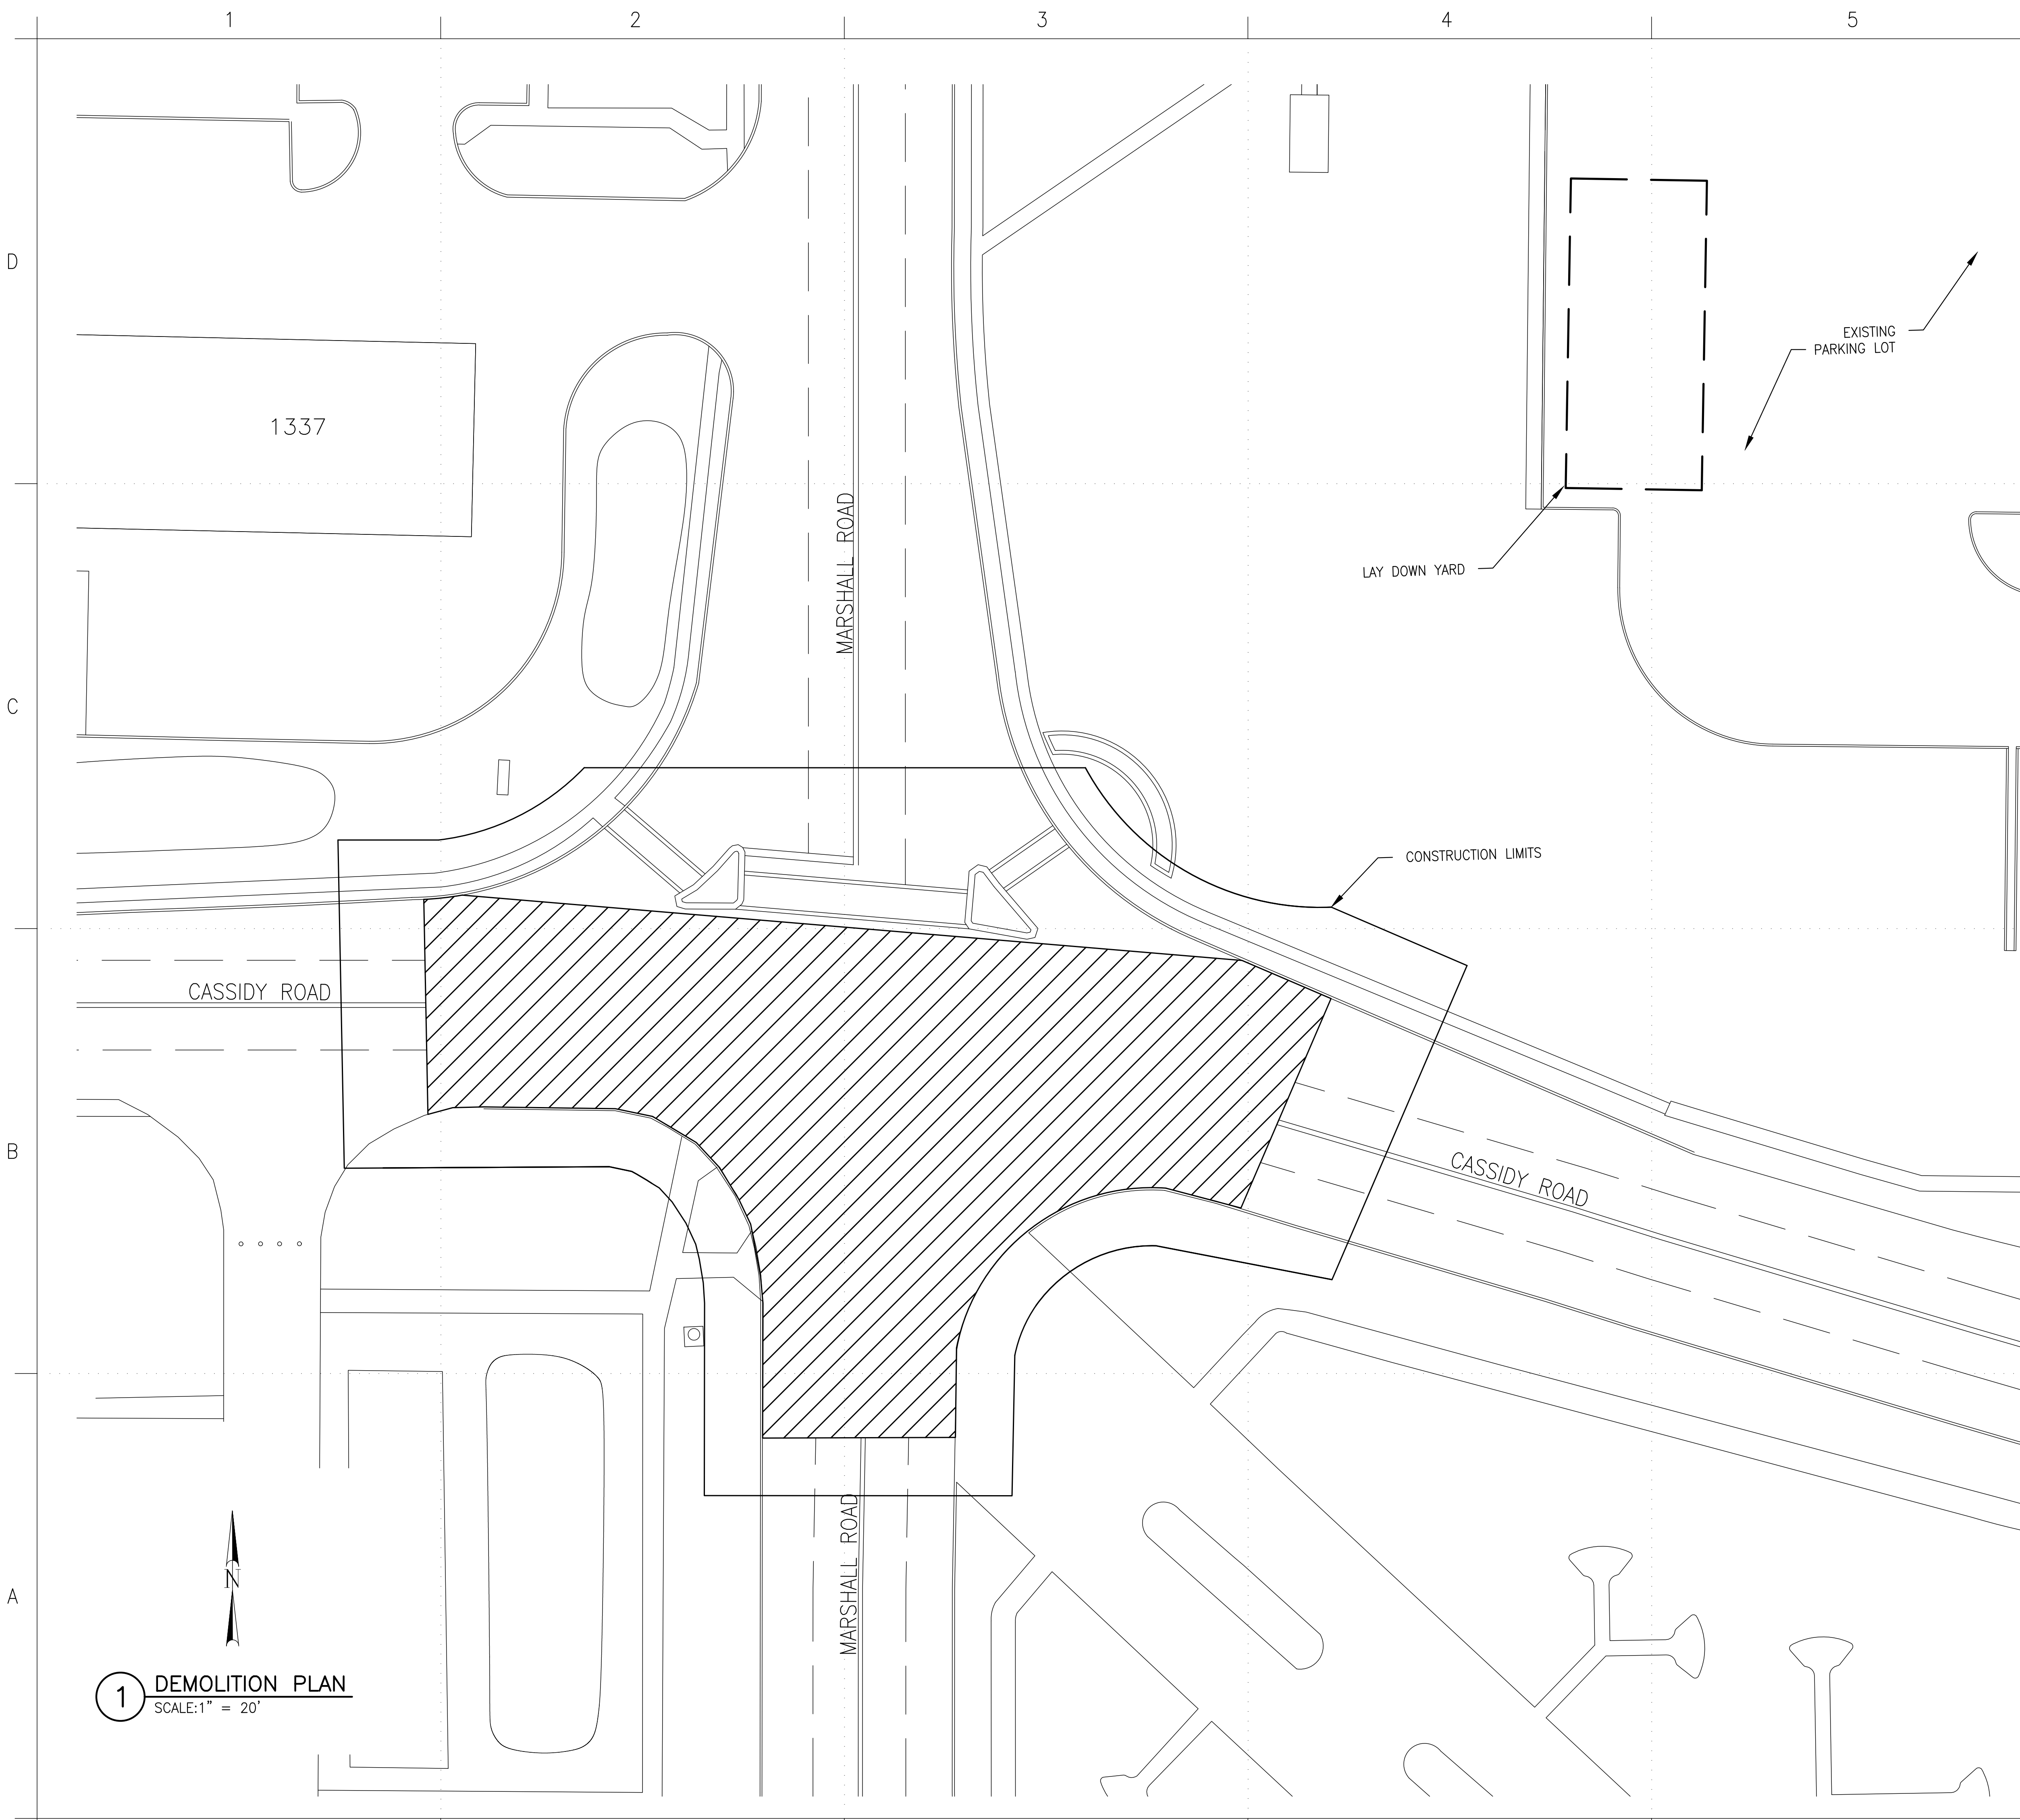 1 2 3 4 5
D
EXISTING
PARKING LOT
1337
MARSHALL ROAD
LAY DOWN YARD
C
CONSTRUCTION LIMITS
CASSIDY ROAD
B
CASSIDY ROAD
MARSHALL ROAD
N
A
1 DEMOLITION PLAN
SCALE:1" = 20'